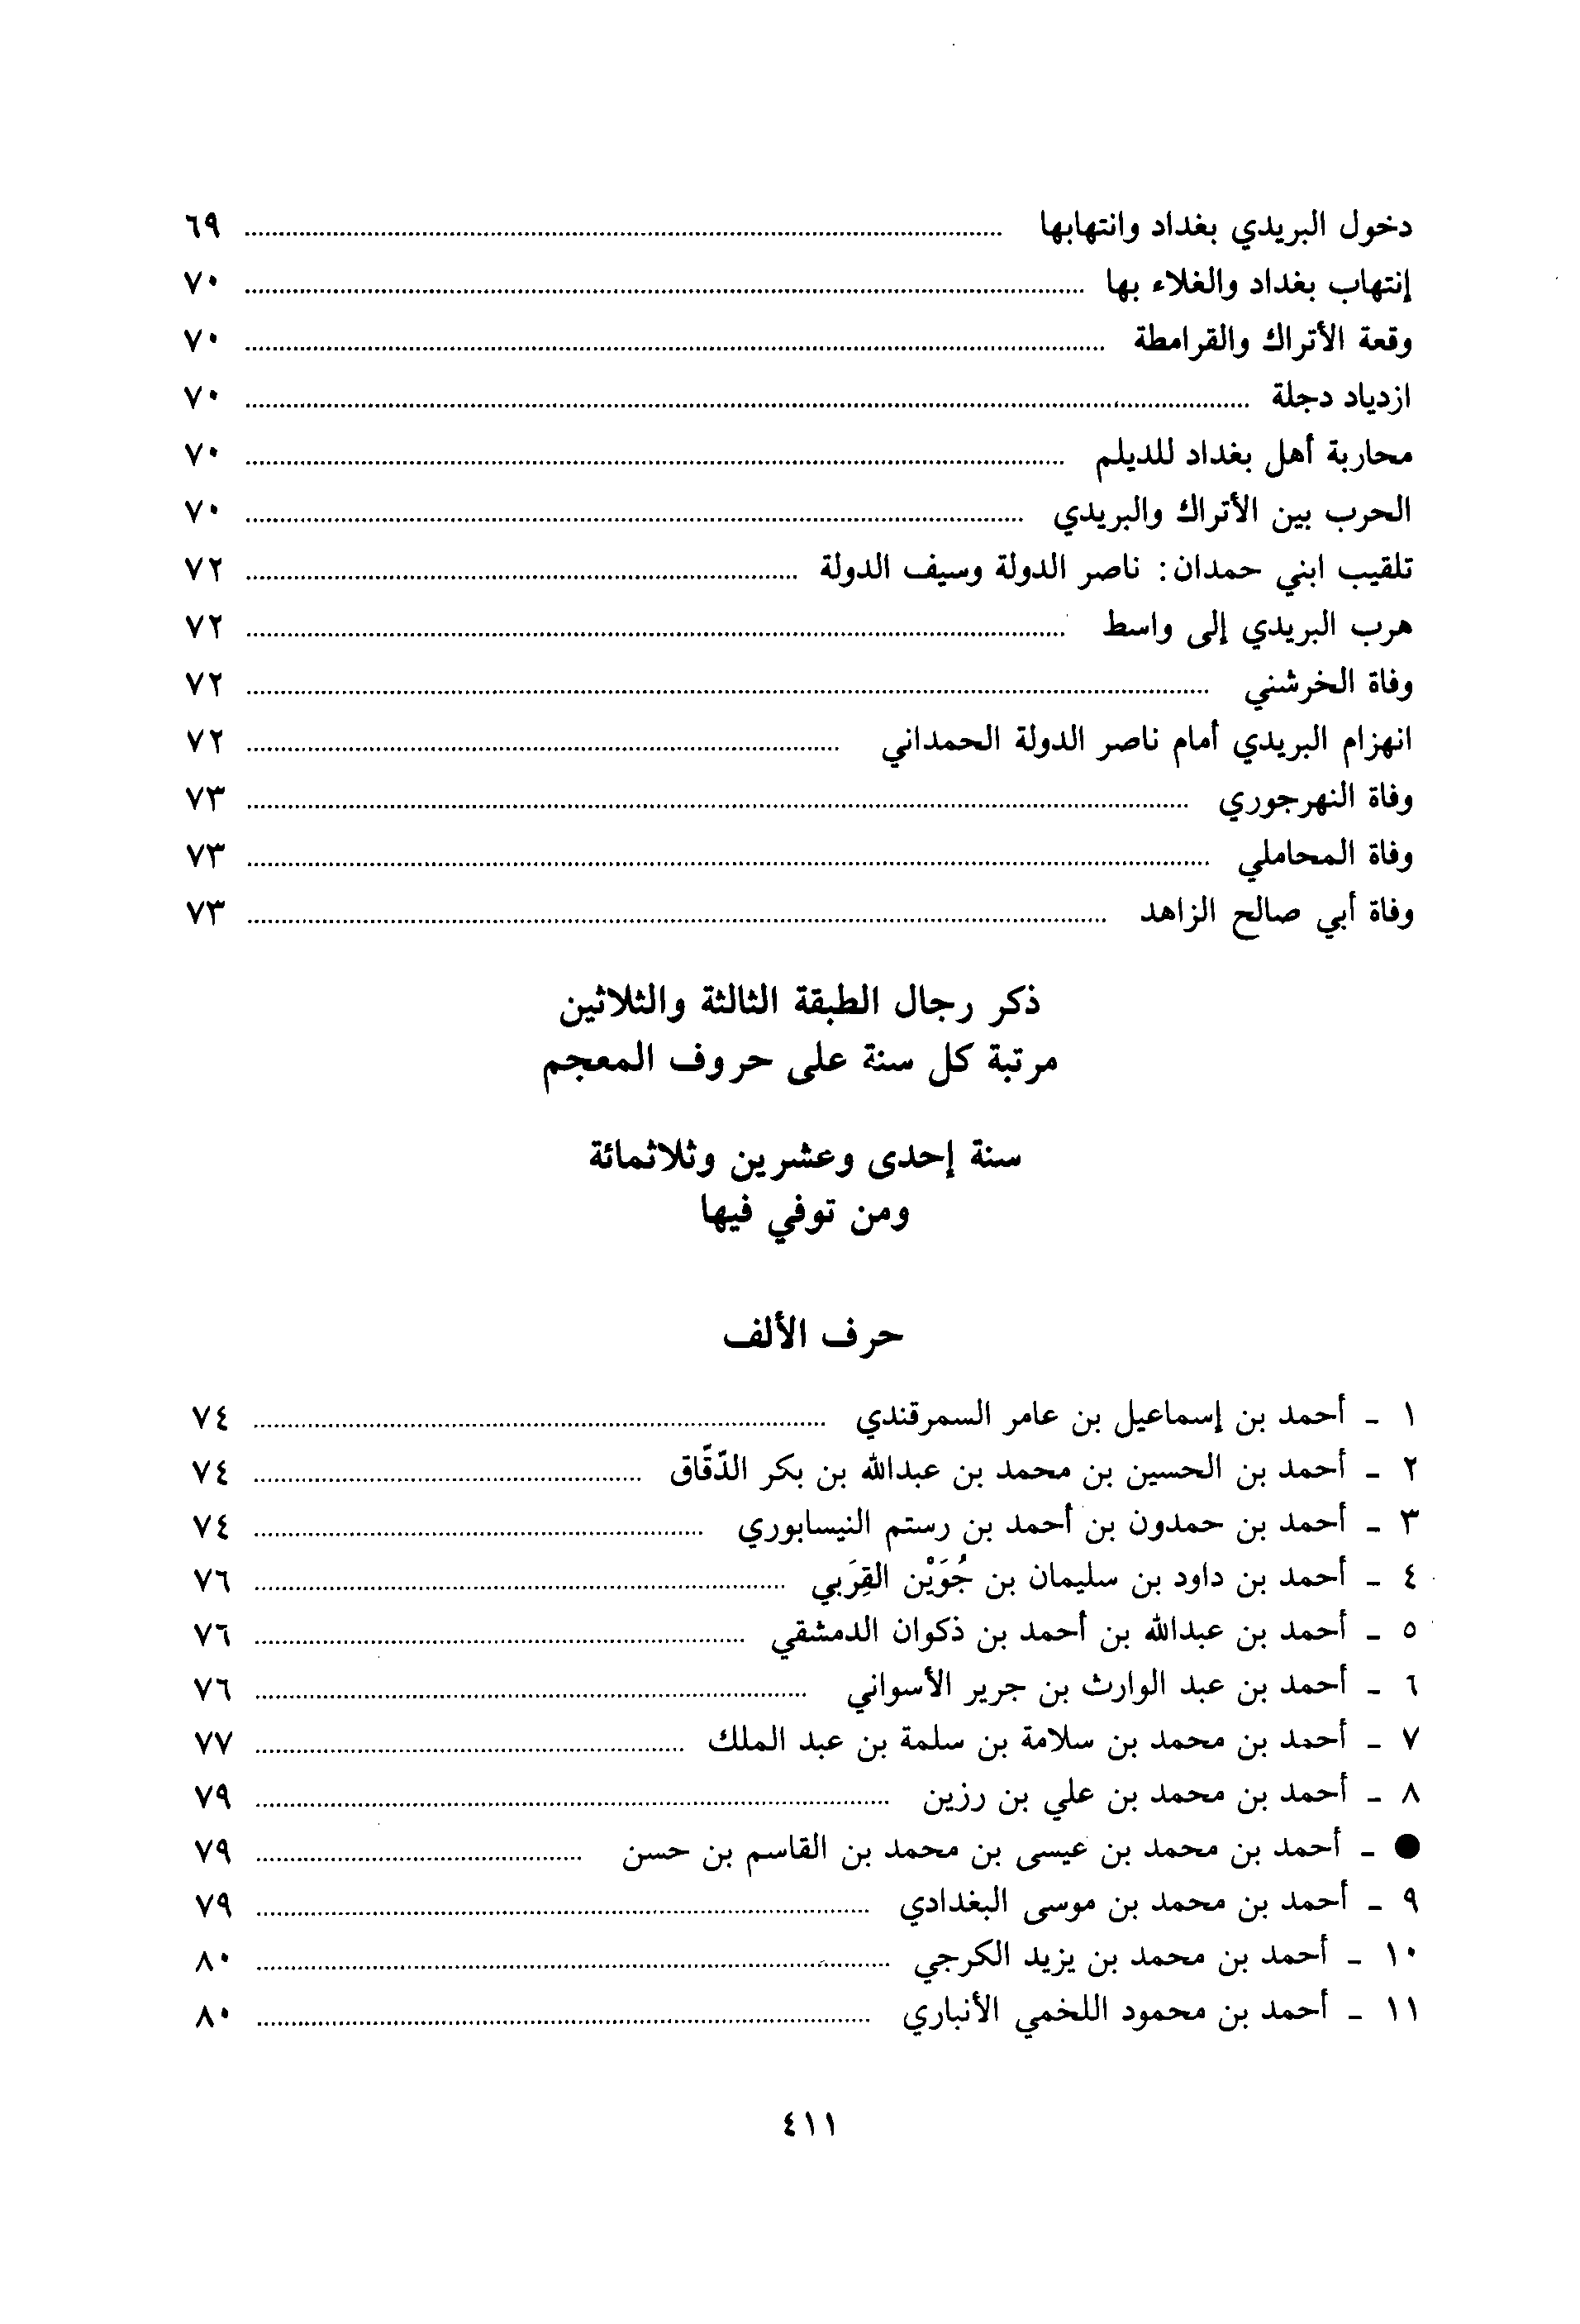 دخول البريدي بغداد وانتهابها ........ ٦٩
إنتهاب بغداد والغلاء بها ........ ٧٠
وقعة الأتراك والقرامطة ........ ٧٠
ازدياد دجلة ........ ٧٠
محاربة أهل بغداد للديلم ........ ٧٠
الحرب بين الأتراك والبريدي ........ ٧٠
تلقيب ابني حمدان: ناصر الدولة وسيف الدولة ........ ٧٢
هرب البريدي إلى واسط ........ ٧٢
وفاة الخرشني ........ ٧٢
انهزام البريدي أمام ناصر الدولة الحمداني ........ ٧٢
وفاة النهرجوري ........ ٧٣
وفاة المحاملي ........ ٧٣
وفاة أبي صالح الزاهد ........ ٧٣
ذكر رجال الطبقة الثالثة والثلاثين
مرتبة كل سنة على حروف المعجم
سنة إحدى وعشرين وثلاثمائة
ومن توفي فيها
حرف الألف
١ - أحمد بن إسماعيل بن عامر السمرقندي ........ ٧٤
٢ - أحمد بن الحسين بن محمد بن عبدالله بن بكر الدّقّاق ........ ٧٤
٣ - أحمد بن حمدون بن أحمد بن رستم النيسابوري ........ ٧٤
٤ - أحمد بن داود بن سليمان بن جُوَيْن القِرَبي ........ ٧٦
٥ - أحمد بن عبدالله بن أحمد بن ذكوان الدمشقي ........ ٧٦
٦ - أحمد بن عبد الوارث بن جرير الأسواني ........ ٧٦
٧ - أحمد بن محمد بن سلامة بن سلمة بن عبد الملك ........ ٧٧
٨ - أحمد بن محمد بن علي بن رزين ........ ٧٩
● - أحمد بن محمد بن عيسى بن محمد بن القاسم بن حسن ........ ٧٩
٩ - أحمد بن محمد بن موسى البغدادي ........ ٧٩
١٠ - أحمد بن محمد بن يزيد الكرجي ........ ٨٠
١١ - أحمد بن محمود اللخمي الأنباري ........ ٨٠
٤١١